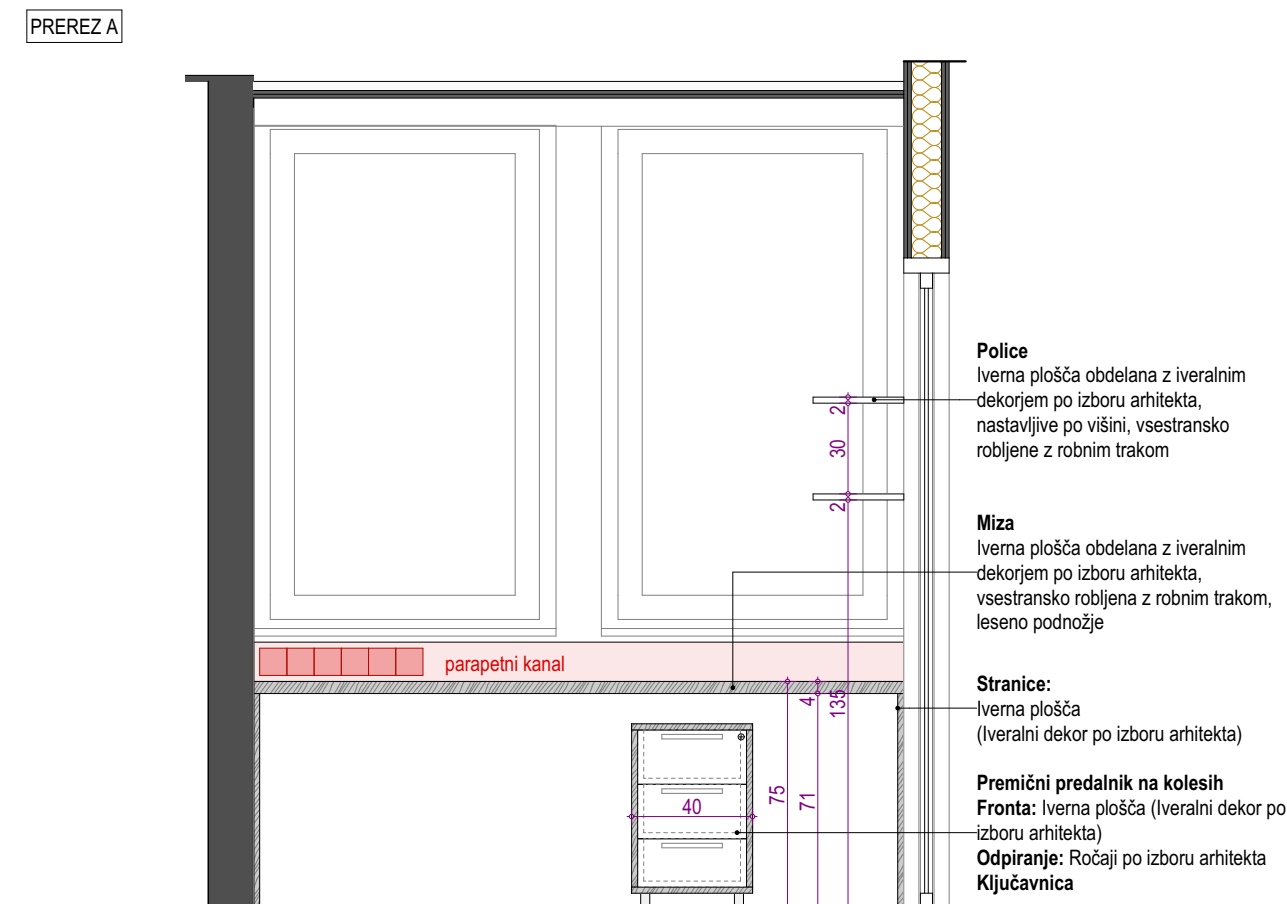 PREREZ A
Police
Iverna plošča obdelana z iveralnim
dekorjem po izboru arhitekta,
nastavljive po višini, vsestransko
robljene z robnim trakom
2
30
2
Miza
Iverna plošča obdelana z iveralnim
dekorjem po izboru arhitekta,
vsestransko robljena z robnim trakom,
leseno podnožje
parapetni kanal
Stranice:
Iverna plošča
(Iveralni dekor po izboru arhitekta)
4
135
75
71
40
Premični predalnik na kolesih
Fronta: Iverna plošča (Iveralni dekor po
izboru arhitekta)
Odpiranje: Ročaji po izboru arhitekta
Ključavnica